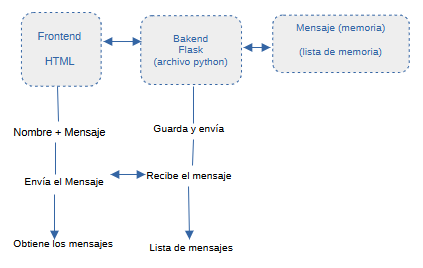 Frontend
HTML
Bakend
Flask
(archivo python)
Mensaje (memoria)
(lista de memoria)
Nombre + Mensaje
Guarda y envía
Envía el Mensaje
Recibe el mensaje
Obtiene los mensajes
Lista de mensajes